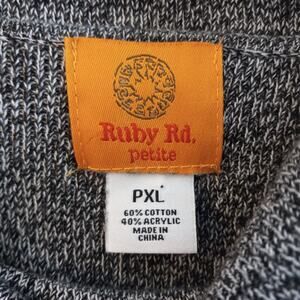 Ruby Rd.
petite
PXL
60% COTTON
40% ACRYLIC
MADE IN
CHINA